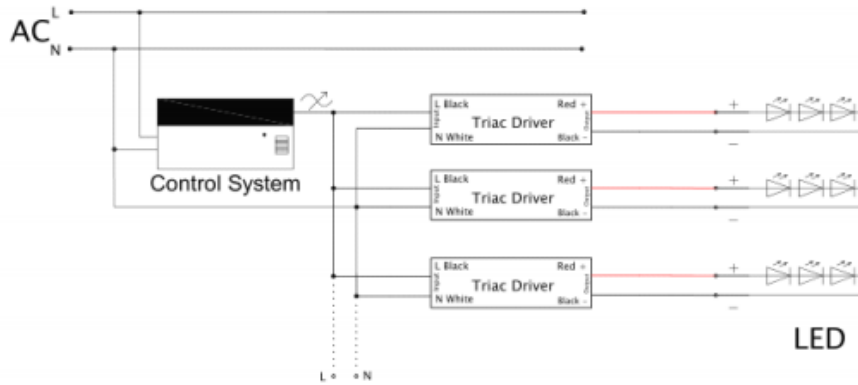 L
AC
N
L Black
Red +
Input
Triac Driver
Output
N White
Black -
Control System
+
−
L Black
Red +
Input
Triac Driver
Output
N White
Black -
+
−
L Black
Red +
Input
Triac Driver
Output
N White
Black -
+
−
LED
L
N